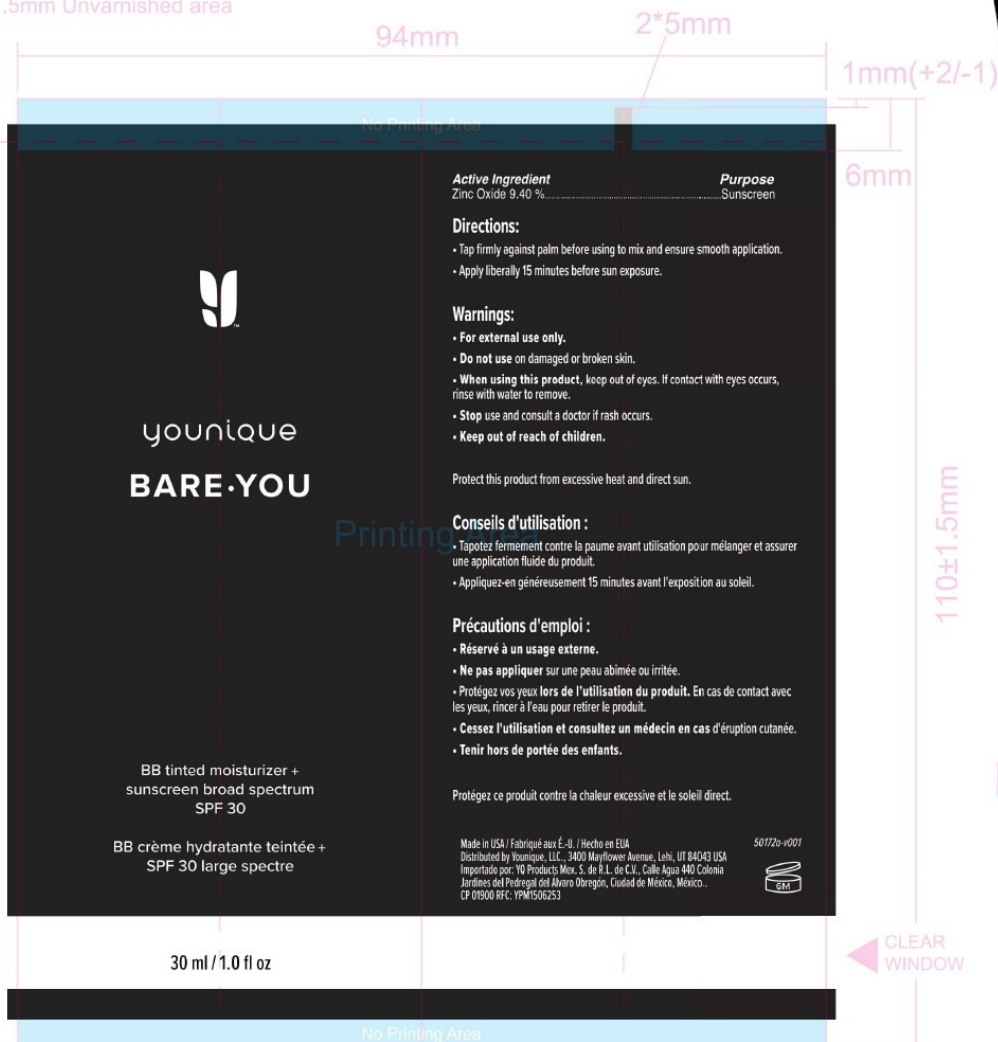 .5mm Unvarnished area
94mm
2*5mm
1mm(+2/-1)
No Printing Area
6mm
Active Ingredient Purpose
Zinc Oxide 9.40 %......Sunscreen
Directions:
• Tap firmly against palm before using to mix and ensure smooth application.
• Apply liberally 15 minutes before sun exposure.
Warnings:
• For external use only.
• Do not use on damaged or broken skin.
• When using this product, keep out of eyes. If contact with eyes occurs,
rinse with water to remove.
• Stop use and consult a doctor if rash occurs.
• Keep out of reach of children.
Protect this product from excessive heat and direct sun.
Conseils d'utilisation :
• Tapotez fermement contre la paume avant utilisation pour mélanger et assurer
une application fluide du produit.
• Appliquez-en généreusement 15 minutes avant l'exposition au soleil.
Précautions d'emploi :
• Réservé à un usage externe.
• Ne pas appliquer sur une peau abimée ou irritée.
• Protégez vos yeux lors de l'utilisation du produit. En cas de contact avec
les yeux, rincer à l'eau pour retirer le produit.
• Cessez l'utilisation et consultez un médecin en cas d'éruption cutanée.
• Tenir hors de portée des enfants.
Protégez ce produit contre la chaleur excessive et le soleil direct.
Made in USA / Fabriqué aux É.-U. / Hecho en EUA
Distributed by Younique, LLC., 3400 Mayflower Avenue, Lehi, UT 84043 USA
Importado por: YQ Products Mex. S. de R.L. de C.V., Calle Agua 440 Colonia
Jardines del Pedregal del Alvaro Obregón, Ciudad de México, México..
CP 01900 RFC: YPM1506253
50172a-v001
6M
y
TM
younique
BARE·YOU
Printing Area
BB tinted moisturizer +
sunscreen broad spectrum
SPF 30
BB crème hydratante teintée +
SPF 30 large spectre
30 ml / 1.0 fl oz
110±1.5mm
CLEAR
WINDOW
No Printing Area